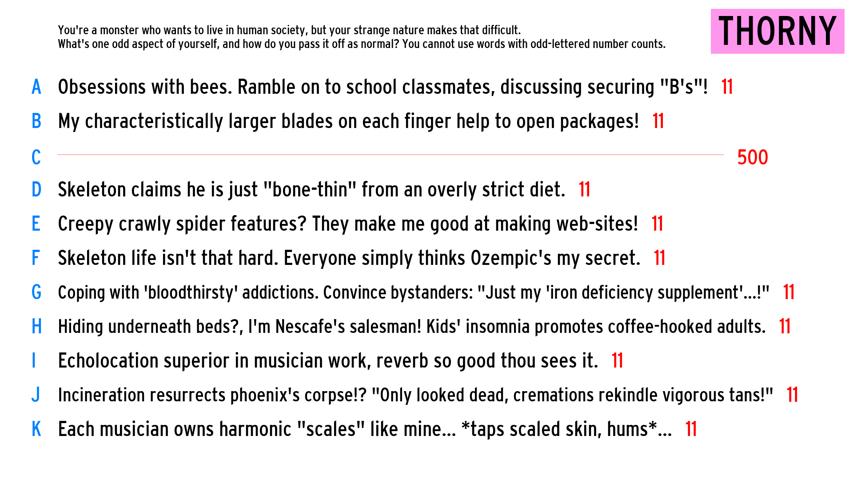 You're a monster who wants to live in human society, but your strange nature makes that difficult.
What's one odd aspect of yourself, and how do you pass it off as normal? You cannot use words with odd-lettered number counts.
THORNY
A Obsessions with bees. Ramble on to school classmates, discussing securing "B's"! 11
B My characteristically larger blades on each finger help to open packages! 11
C 500
D Skeleton claims he is just "bone-thin" from an overly strict diet. 11
E Creepy crawly spider features? They make me good at making web-sites! 11
F Skeleton life isn't that hard. Everyone simply thinks Ozempic's my secret. 11
G Coping with 'bloodthirsty' addictions. Convince bystanders: "Just my 'iron deficiency supplement'...!" 11
H Hiding underneath beds?, I'm Nescafe's salesman! Kids' insomnia promotes coffee-hooked adults. 11
I Echolocation superior in musician work, reverb so good thou sees it. 11
J Incineration resurrects phoenix's corpse!? "Only looked dead, cremations rekindle vigorous tans!" 11
K Each musician owns harmonic "scales" like mine... *taps scaled skin, hums*... 11